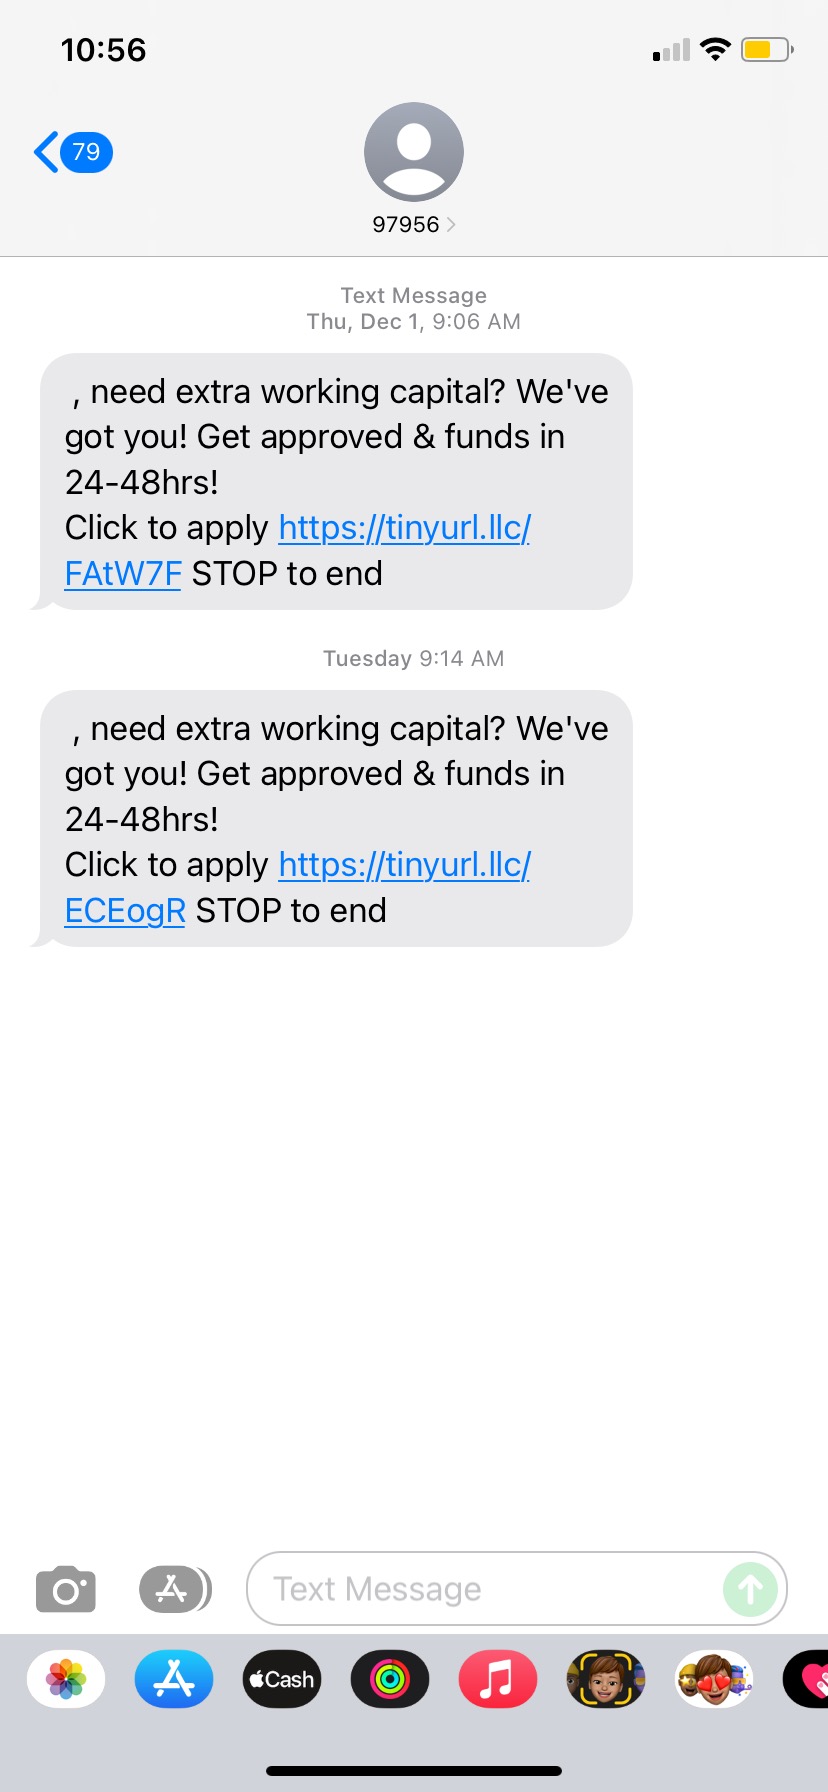 10:56
79
97956
Text Message
Thu, Dec 1, 9:06 AM
, need extra working capital? We've
got you! Get approved & funds in
24-48hrs!
Click to apply https://tinyurl.llc/
FAtW7F STOP to end
Tuesday 9:14 AM
, need extra working capital? We've
got you! Get approved & funds in
24-48hrs!
Click to apply https://tinyurl.llc/
ECEogR STOP to end
Text Message
Cash